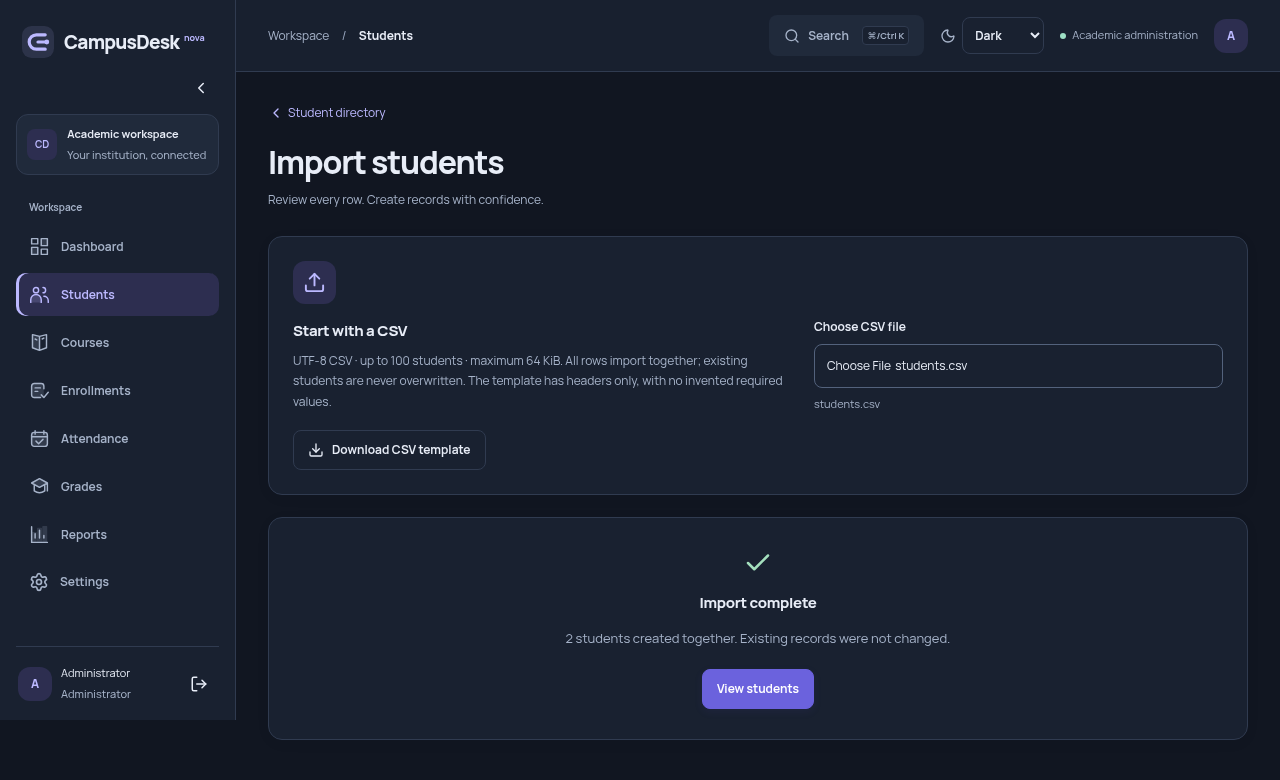 CampusDesk nova
CD
Academic workspace
Your institution, connected
Workspace
Dashboard
Students
Courses
Enrollments
Attendance
Grades
Reports
Settings
A
Administrator
Administrator
Workspace / Students
Search ⌘/Ctrl K
Dark
Academic administration
A
Student directory
Import students
Review every row. Create records with confidence.
Start with a CSV
UTF-8 CSV · up to 100 students · maximum 64 KiB. All rows import together; existing
students are never overwritten. The template has headers only, with no invented required
values.
Download CSV template
Choose CSV file
Choose File students.csv
students.csv
Import complete
2 students created together. Existing records were not changed.
View students